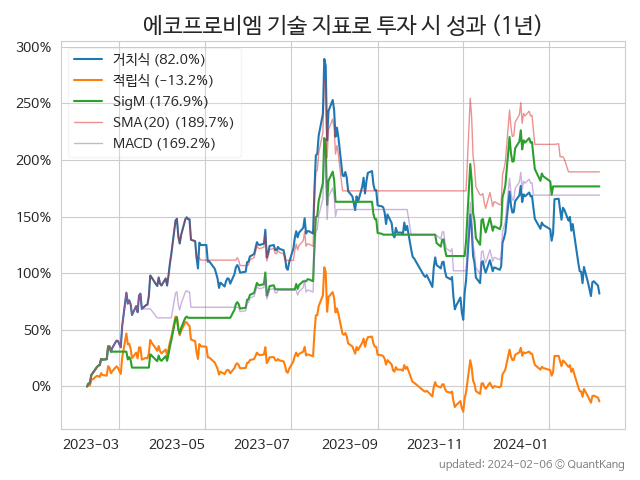 에코프로비엠 기술 지표로 투자 시 성과 (1년)
300%
250%
200%
150%
100%
50%
0%
거치식 (82.0%)
적립식 (-13.2%)
SigM (176.9%)
SMA(20) (189.7%)
MACD (169.2%)
2023-03
2023-05
2023-07
2023-09
2023-11
2024-01
updated: 2024-02-06 © QuantKang